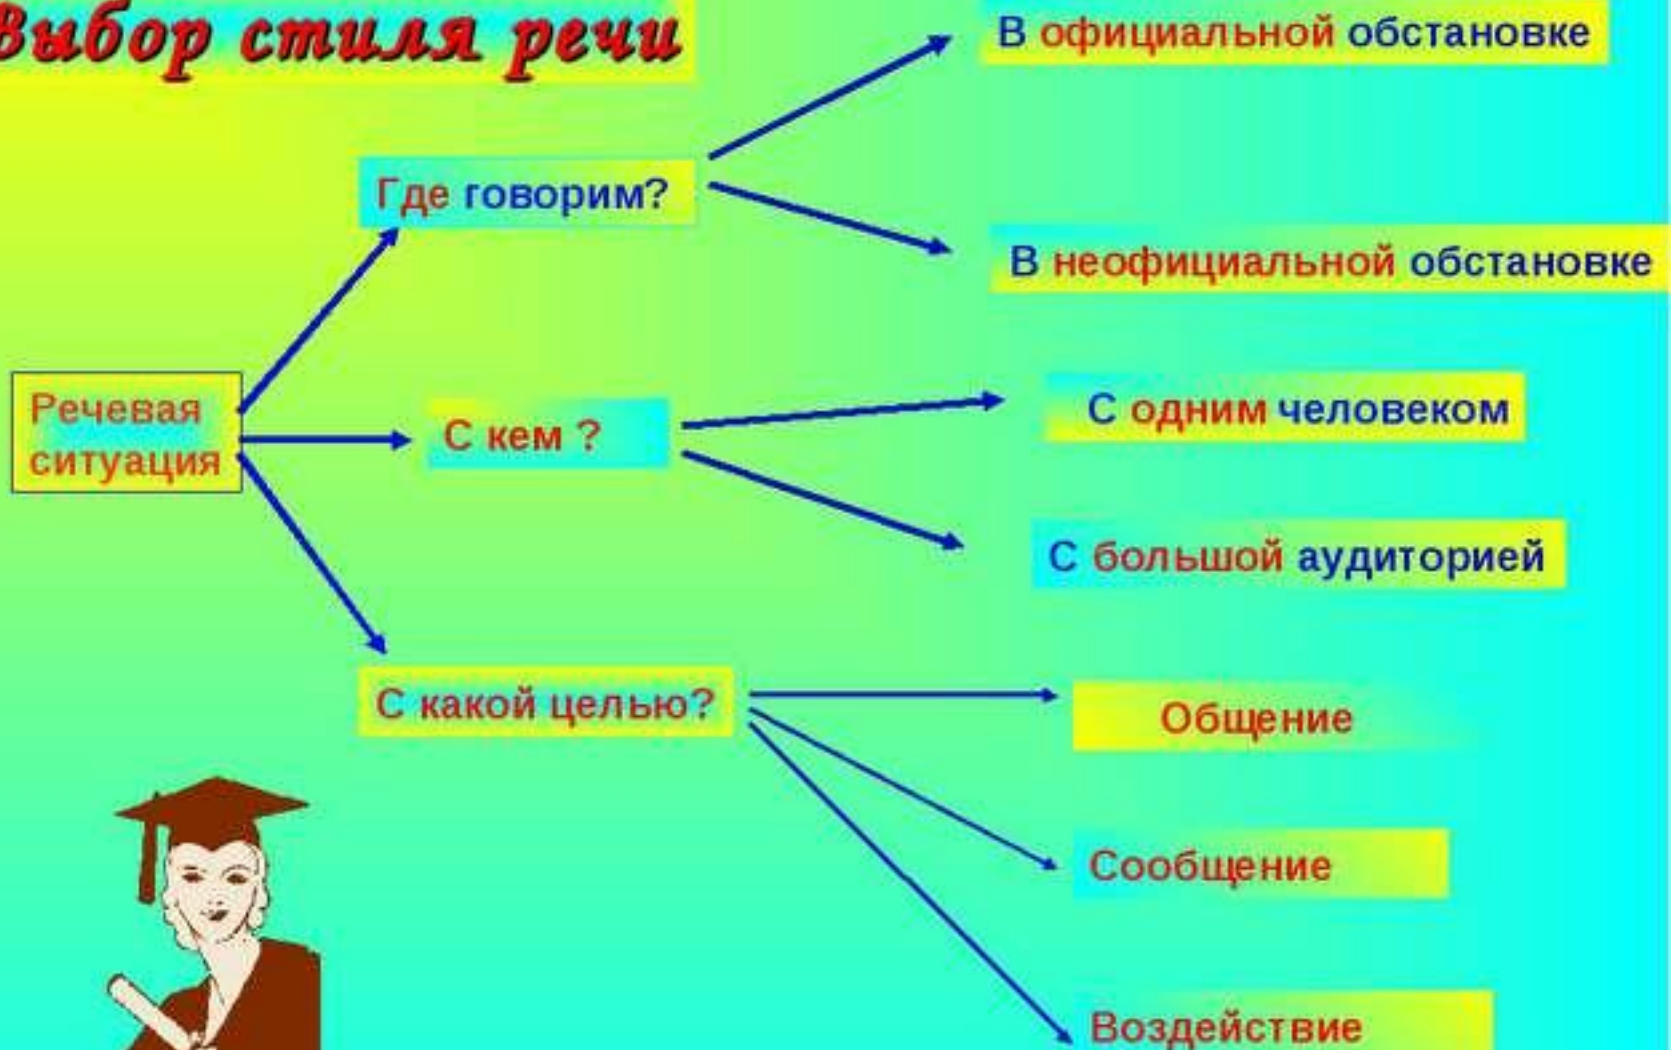 Выбор стиля речи
В официальной обстановке
Где говорим?
В неофициальной обстановке
Речевая
ситуация
С кем ?
С одним человеком
С большой аудиторией
С какой целью?
Общение
Сообщение
Воздействие